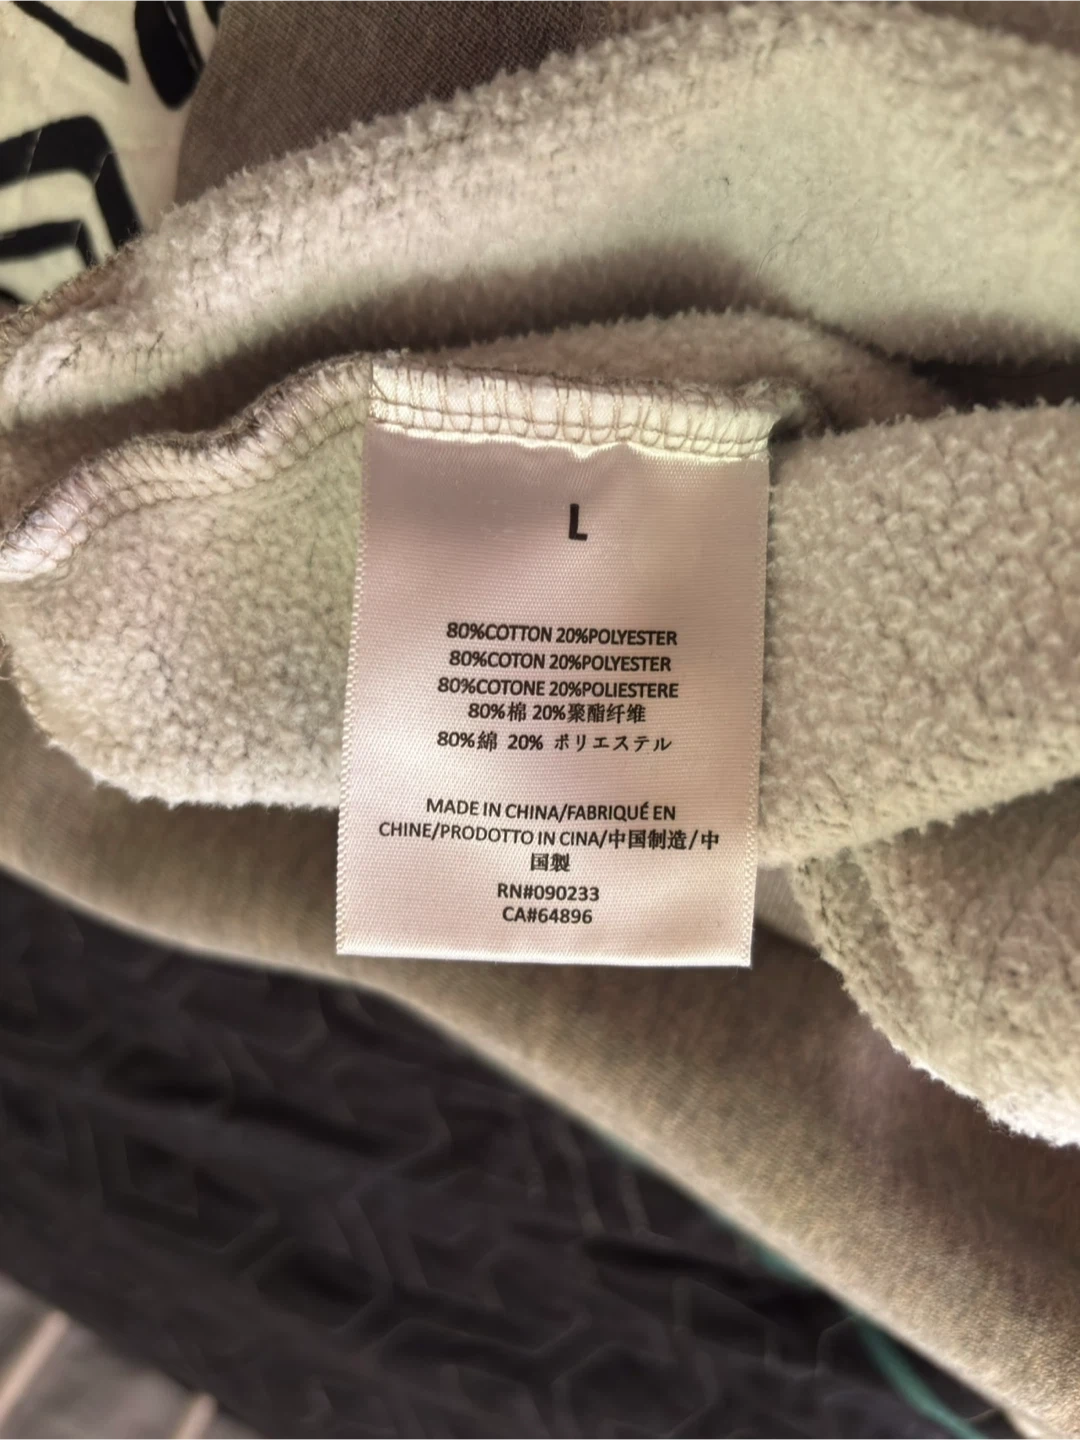 L
80%COTTON 20%POLYESTER
80%COTON 20%POLYESTER
80%COTONE 20%POLIESTERE
80%棉 20%聚酯纤维
80%綿 20% ポリエステル
MADE IN CHINA/FABRIQUÉ EN
CHINE/PRODOTTO IN CINA/中国制造/中
国製
RN#090233
CA#64896